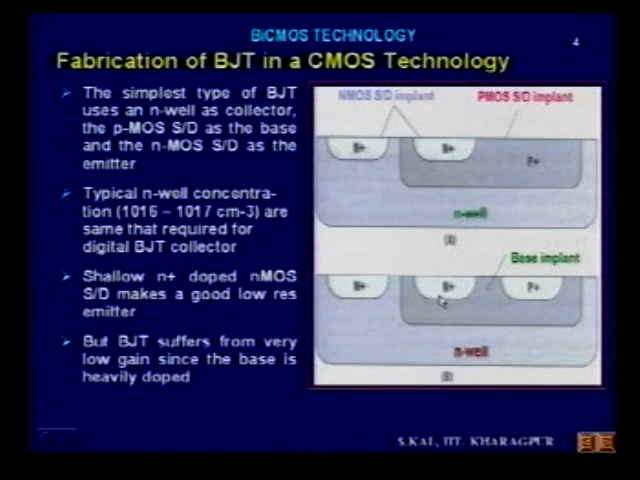 BiCMOS TECHNOLOGY
4
Fabrication of BJT in a CMOS Technology
The simplest type of BJT
uses an n-well as collector,
the p-MOS S/D as the base
and the n-MOS S/D as the
emitter
Typical n-well concentra-
tion (1016 – 1017 cm-3) are
same that required for
digital BJT collector
Shallow n+ doped nMOS
S/D makes a good low res
emitter
But BJT suffers from very
low gain since the base is
heavily doped
NMOS S/D implant
PMOS S/D implant
N+
N+
P+
n-well
(A)
Base implant
N+
N+
P+
n-well
(B)
S.KAL, IIT- KHARAGPUR